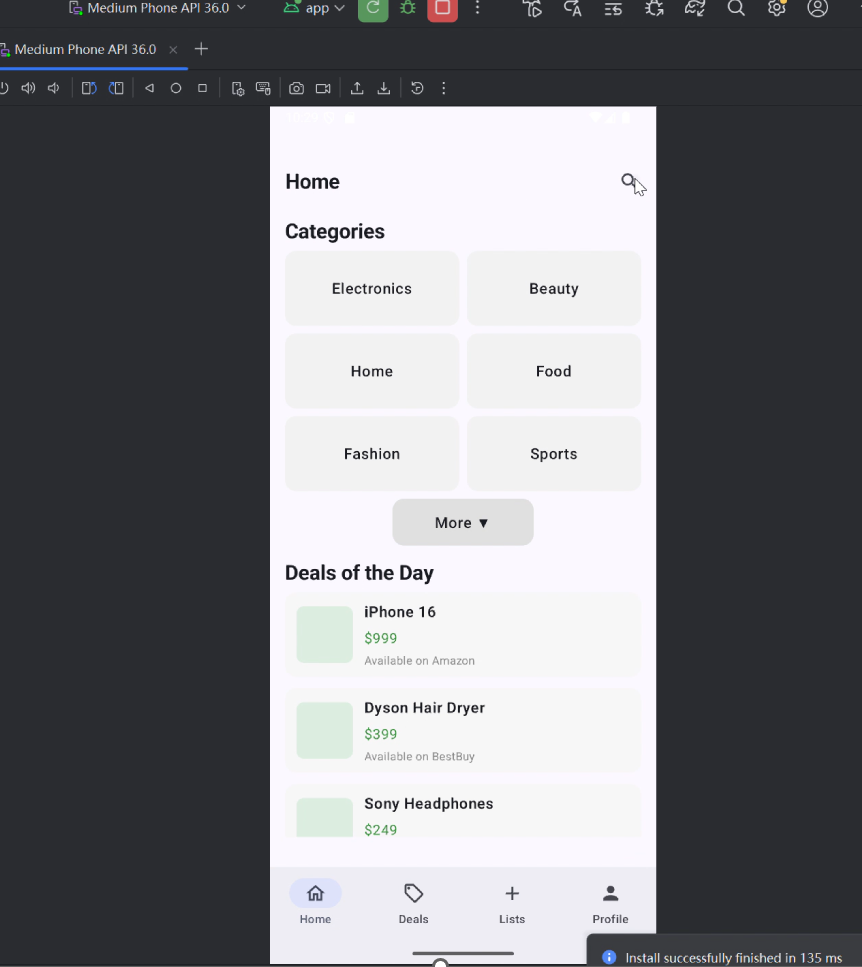 Medium Phone API 36.0
app
Medium Phone API 36.0
Home
Categories
Electronics
Beauty
Home
Food
Fashion
Sports
More ▼
Deals of the Day
iPhone 16
$999
Available on Amazon
Dyson Hair Dryer
$399
Available on BestBuy
Sony Headphones
$249
Home
Deals
Lists
Profile
Install successfully finished in 135 ms